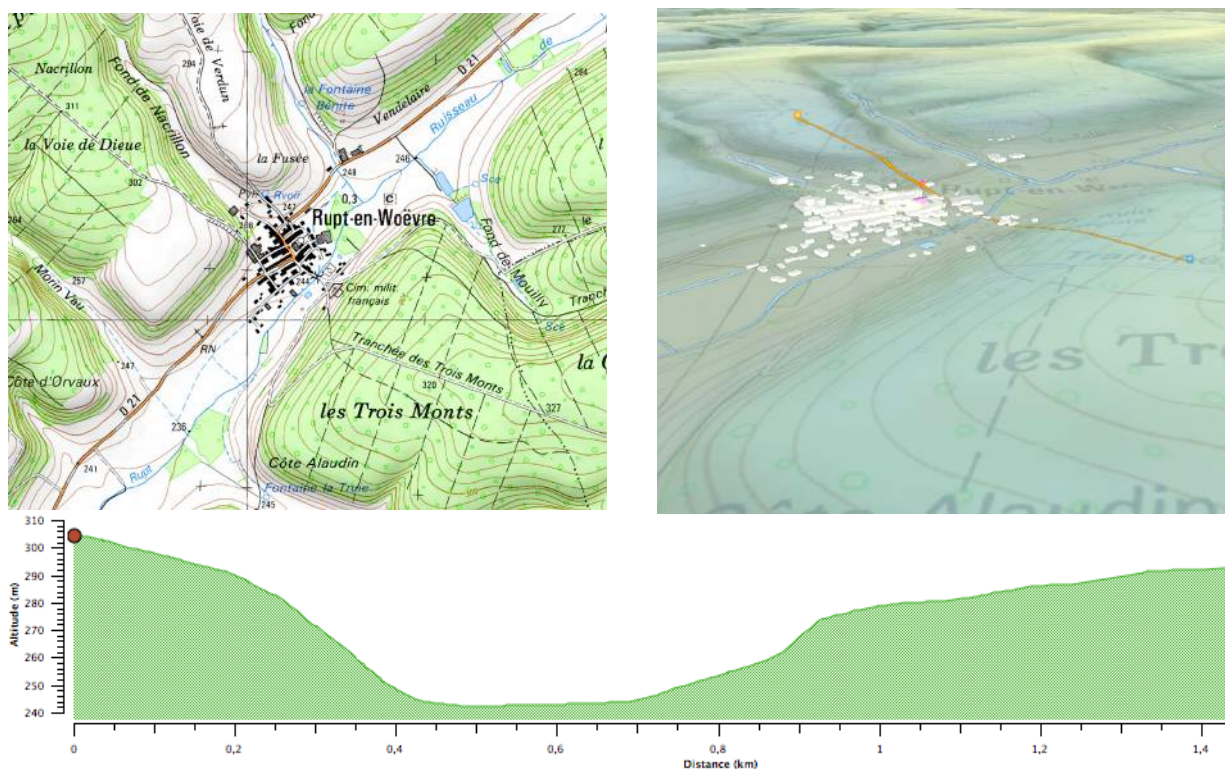 Nacrillon
Voie de Verdun
Fond de Nacrillon
311
294
la Voie de Dieue
302
la Fontaine
Bénite
Vendelaire
D 21
Ruisseau
de
284
la Fusée
246
248
Rvoir
247
0,3
C
Rupt-en-Woëvre
Sce
277
le
Fond de Mouilly
264
Morin Vau
257
244
Cim. milit
français
Tranche
Sce
RN
247
Tranchée des Trois Monts
320
327
la C
Côte d'Orvaux
D 21
les Trois Monts
236
Côte Alaudin
Rupt
241
Fontaine la Truie
245
Rupt-en-W
les Tr
Alaudin
310
300
290
280
270
260
250
240
Altitude (m)
0
0,2
0,4
0,6
0,8
1
1,2
1,4
Distance (km)